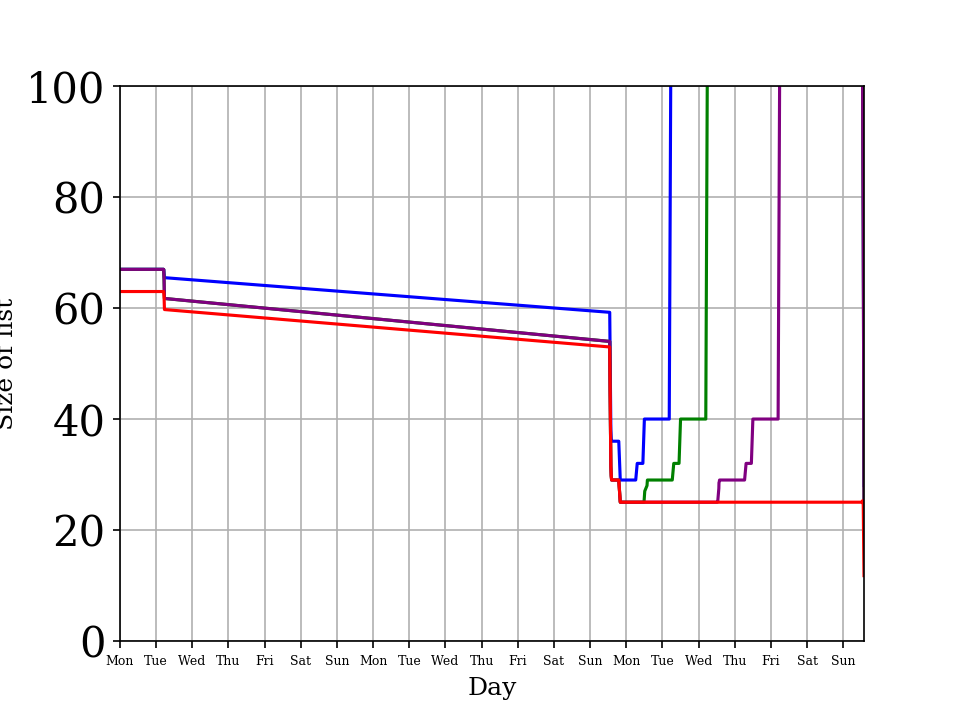 100
80
60
40
20
0
Size of list
Mon Tue Wed Thu Fri Sat Sun Mon Tue Wed Thu Fri Sat Sun Mon Tue Wed Thu Fri Sat Sun
Day